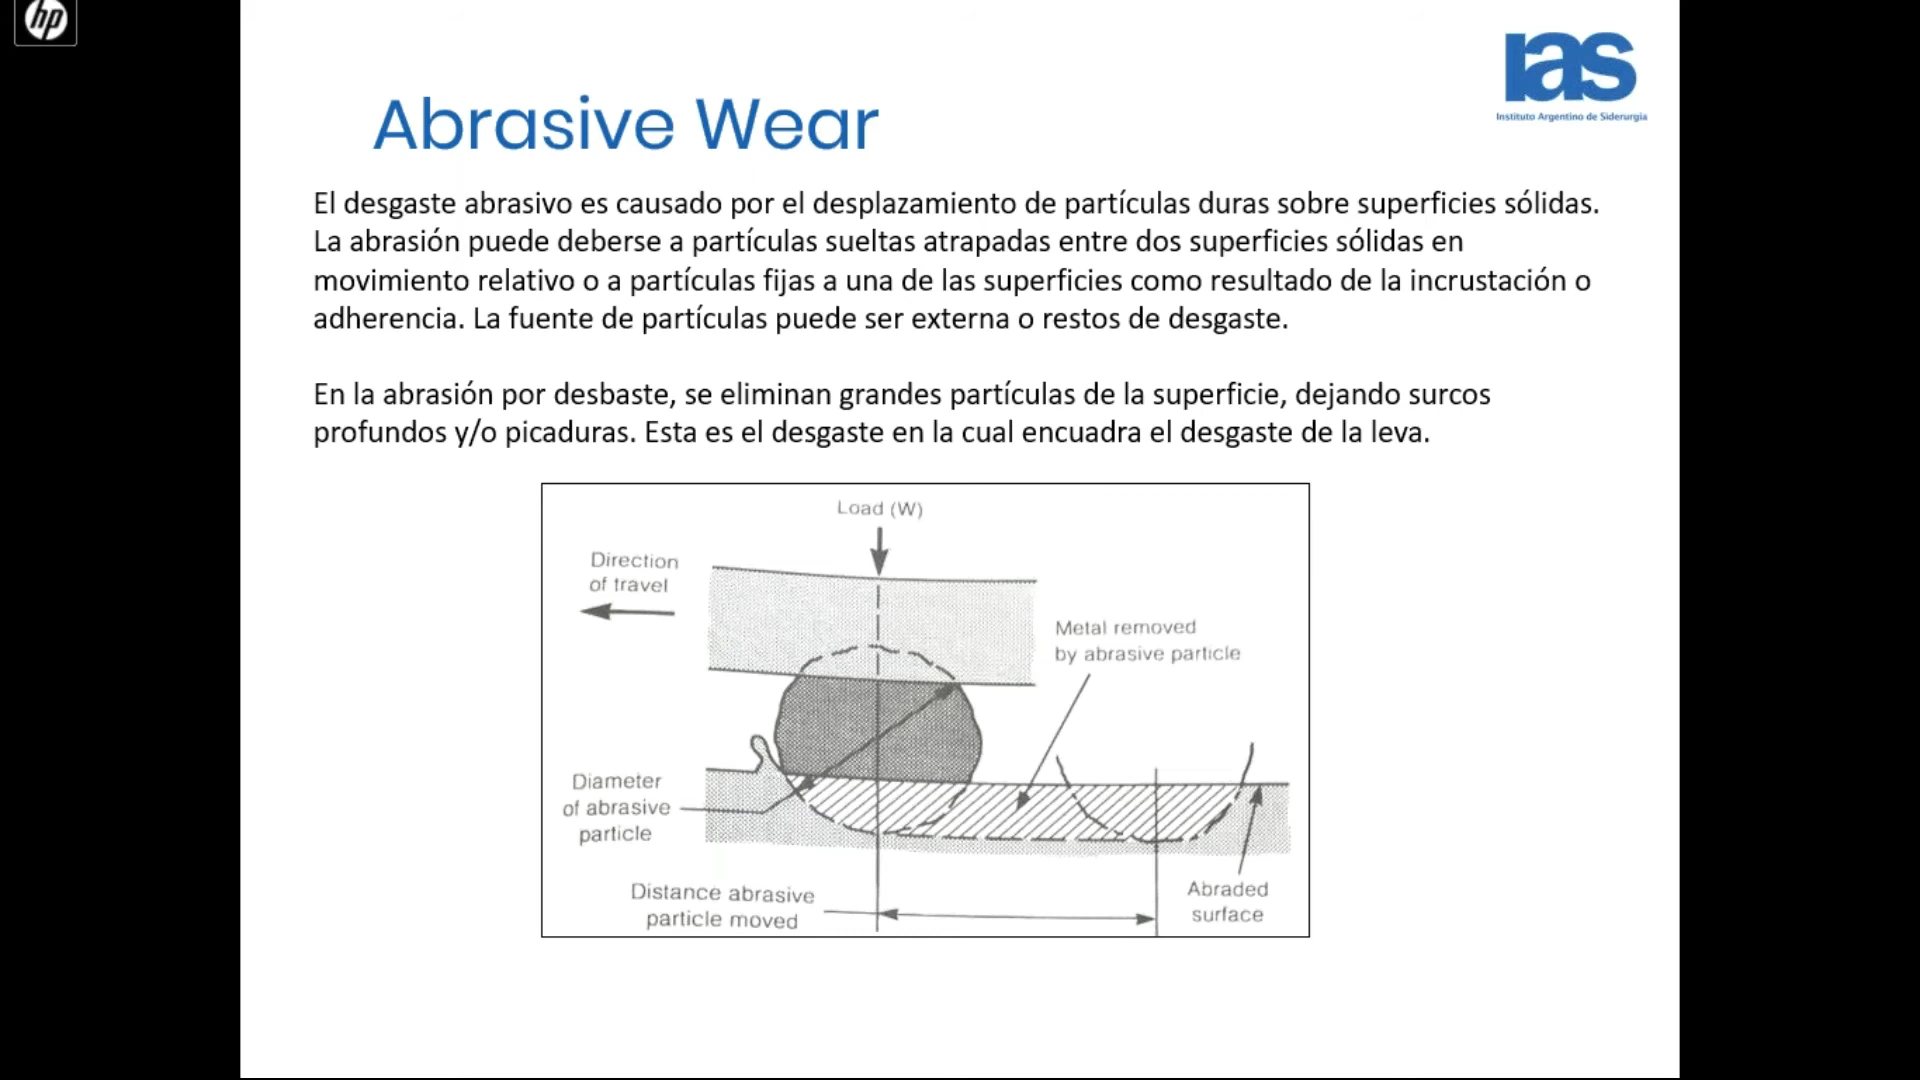 hp
ıas
Instituto Argentino de Siderurgia
Abrasive Wear
El desgaste abrasivo es causado por el desplazamiento de partículas duras sobre superficies sólidas.
La abrasión puede deberse a partículas sueltas atrapadas entre dos superficies sólidas en
movimiento relativo o a partículas fijas a una de las superficies como resultado de la incrustación o
adherencia. La fuente de partículas puede ser externa o restos de desgaste.
En la abrasión por desbaste, se eliminan grandes partículas de la superficie, dejando surcos
profundos y/o picaduras. Esta es el desgaste en la cual encuadra el desgaste de la leva.
Load (W)
Direction
of travel
Metal removed
by abrasive particle
Diameter
of abrasive
particle
Distance abrasive
particle moved
Abraded
surface